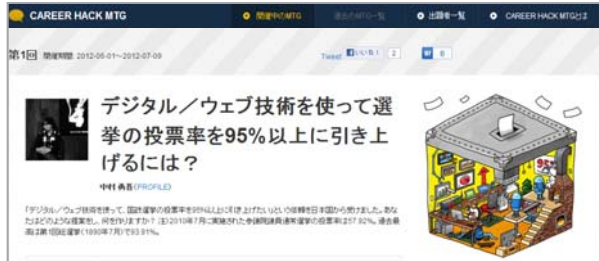 CAREER HACK MTG
開催中のMTG
過去のMTG一覧
出題者一覧
CAREER HACK MTGとは
第1回 開催期間: 2012-06-01~2012-07-09
Tweet いいね! 2 B! 0
デジタル/ウェブ技術を使って選
挙の投票率を95%以上に引き上
げるには?
中村 勇吾(PROFILE)
「デジタル/ウェブ技術を使って、国政選挙の投票率を95%以上に引き上げたい」という依頼を日本国から受けました。あな
たはどのような提案をし、何を作りますか? 注)2010年7月に実施された参議院議員通常選挙の投票率は57.92%。過去最
高は第1回総選挙(1890年7月)で93.91%。